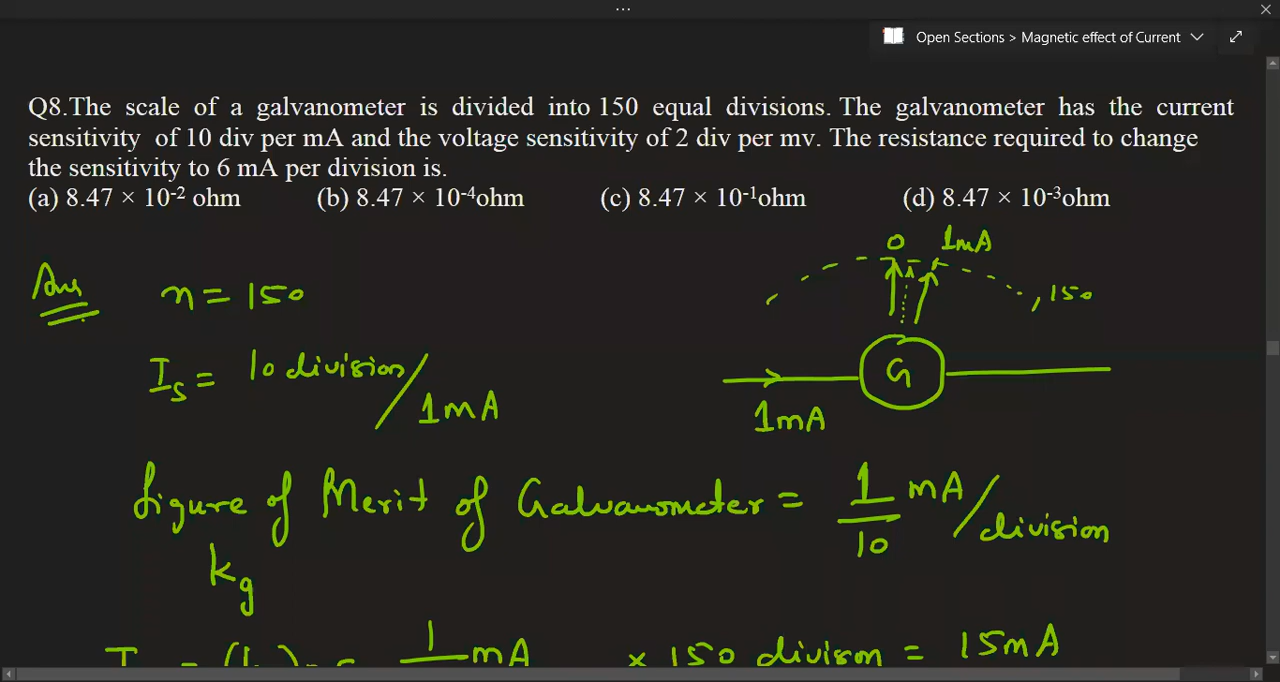 ...
Open Sections > Magnetic effect of Current
Q8.The scale of a galvanometer is divided into 150 equal divisions. The galvanometer has the current
sensitivity of 10 div per mA and the voltage sensitivity of 2 div per mv. The resistance required to change
the sensitivity to 6 mA per division is.
(a) 8.47 × 10⁻² ohm (b) 8.47 × 10⁻⁴ohm (c) 8.47 × 10⁻¹ohm (d) 8.47 × 10⁻³ohm
0 1mA
150
Ans n = 150
Is = 10 division/1mA
G
1mA
figure of Merit of Galvanometer = 1/10 mA/division
kg
1 mA × 150 divison = 15mA